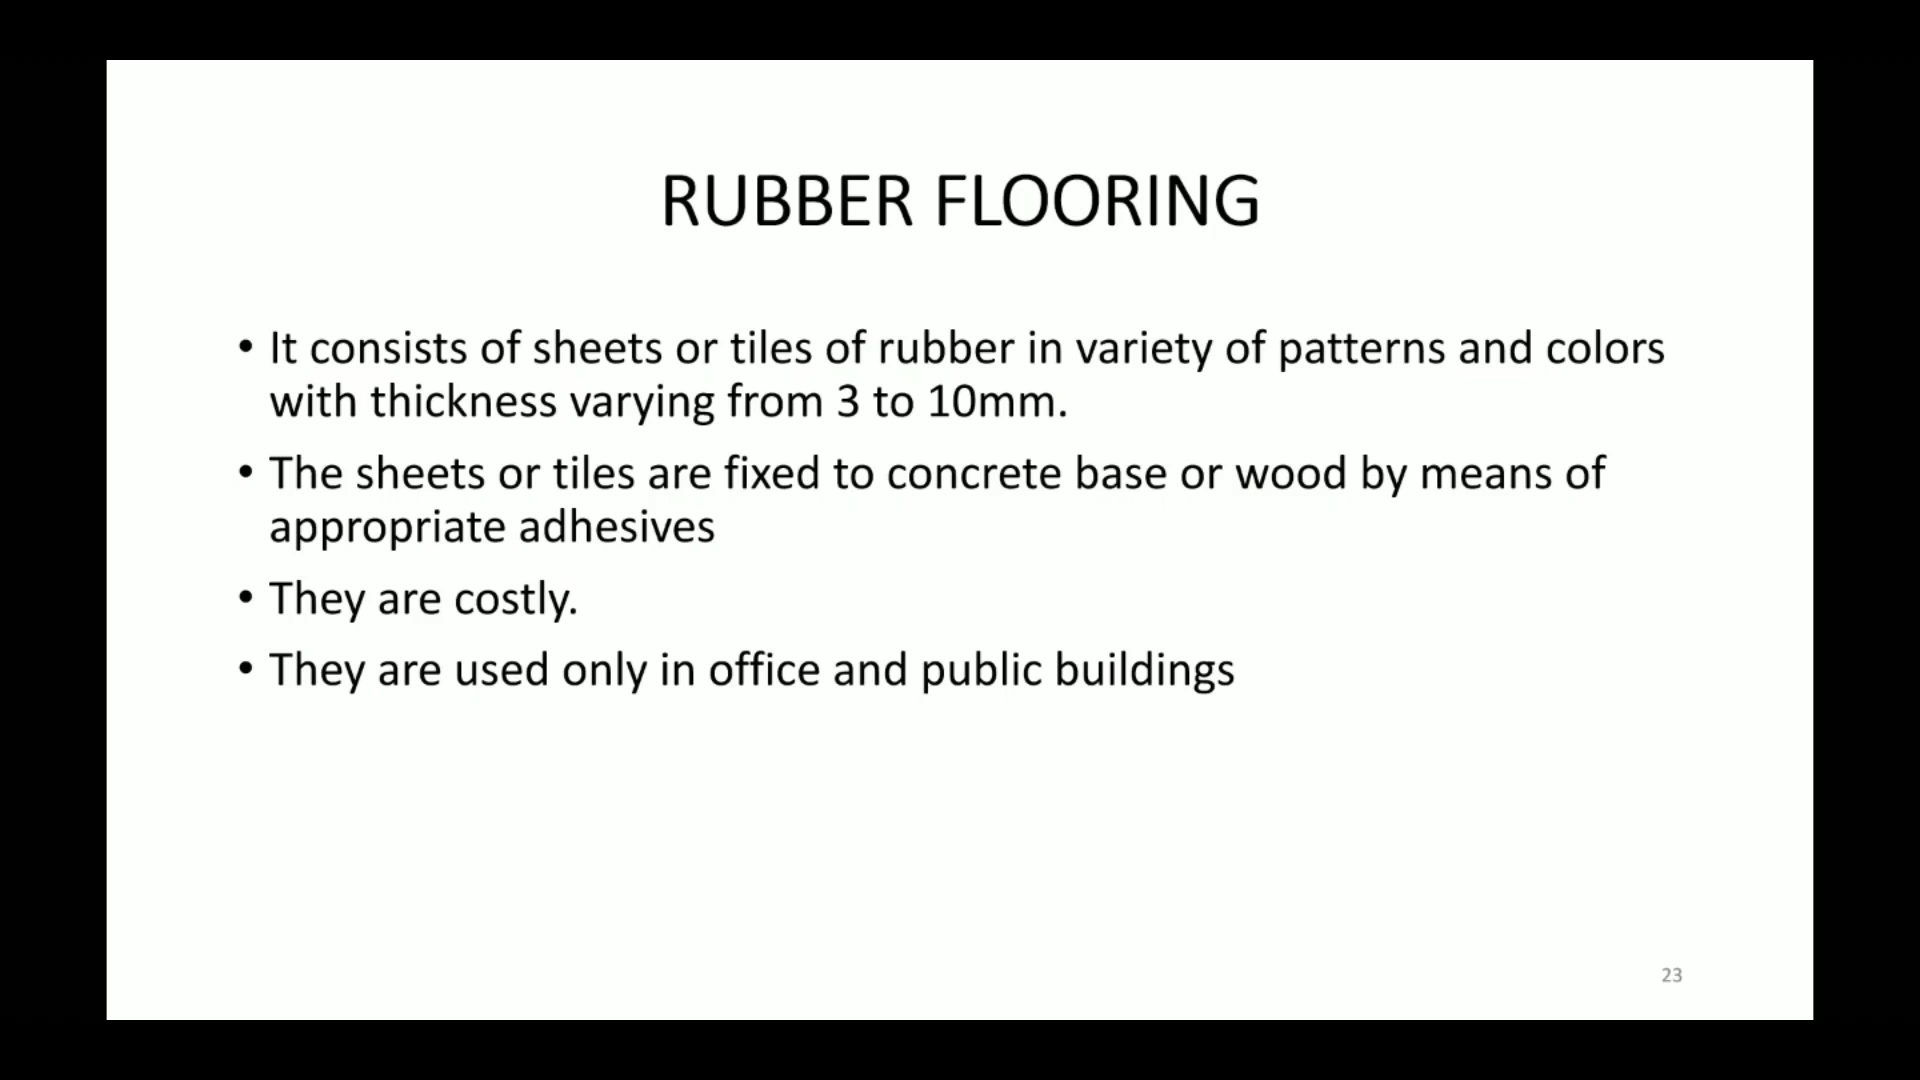 RUBBER FLOORING
• It consists of sheets or tiles of rubber in variety of patterns and colors
with thickness varying from 3 to 10mm.
• The sheets or tiles are fixed to concrete base or wood by means of
appropriate adhesives
• They are costly.
• They are used only in office and public buildings
23